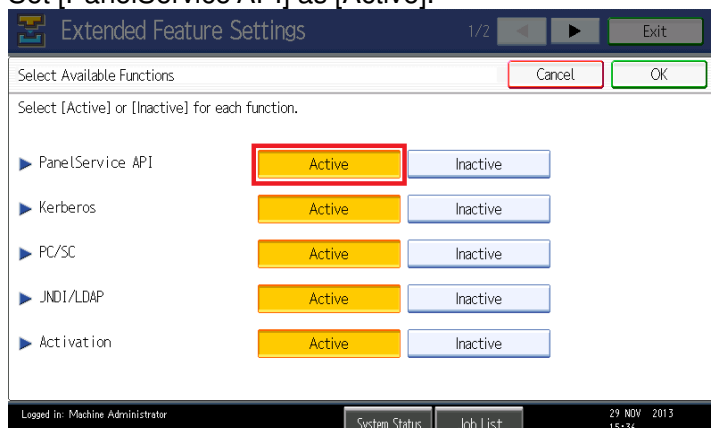 Set [PanelService API] as [Active].
Extended Feature Settings 1/2 Exit
Select Available Functions Cancel OK
Select [Active] or [Inactive] for each function.
PanelService API Active Inactive
Kerberos Active Inactive
PC/SC Active Inactive
JNDI/LDAP Active Inactive
Activation Active Inactive
Logged in: Machine Administrator System Status Job List 29 NOV 2013
15:34